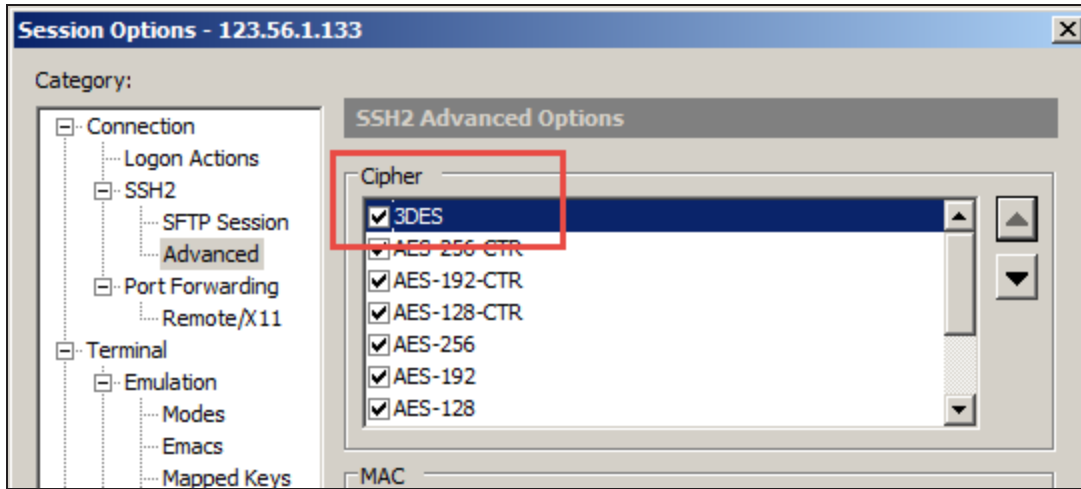 Session Options - 123.56.1.133
Category:
Connection
Logon Actions
SSH2
SFTP Session
Advanced
Port Forwarding
Remote/X11
Terminal
Emulation
Modes
Emacs
Mapped Keys
SSH2 Advanced Options
Cipher
3DES
AES-256-CTR
AES-192-CTR
AES-128-CTR
AES-256
AES-192
AES-128
MAC